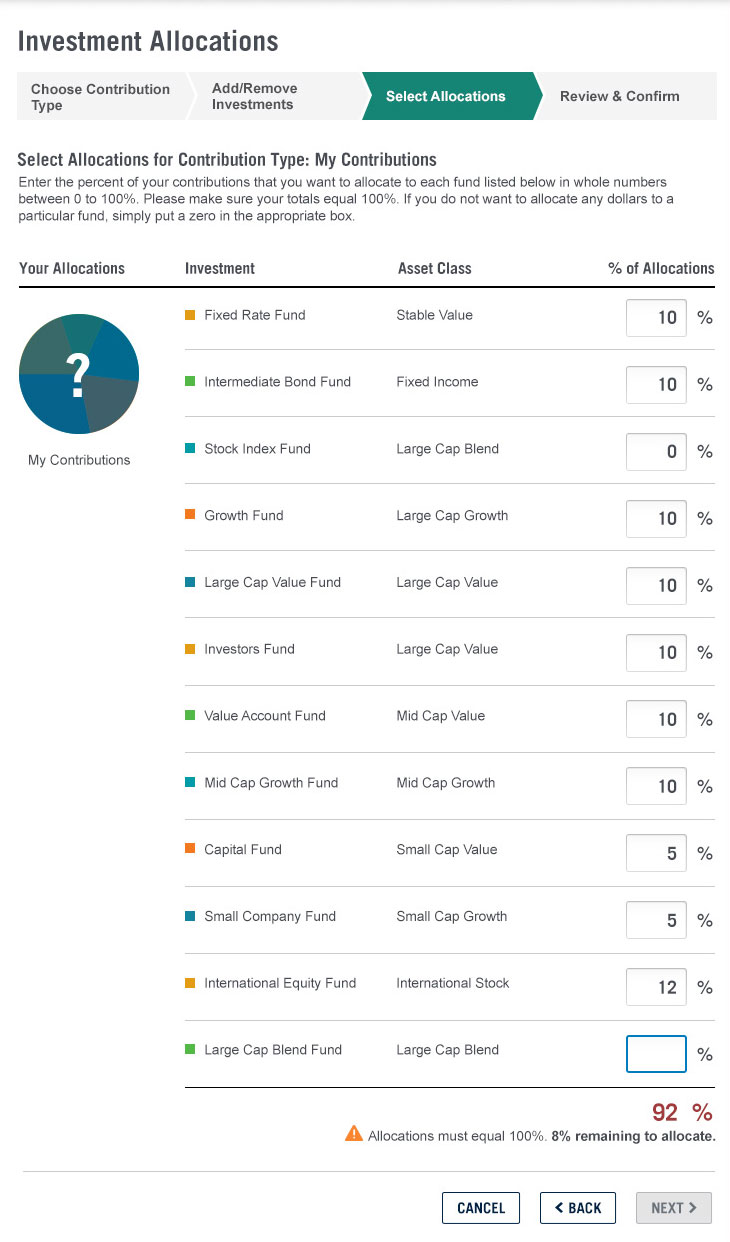 Investment Allocations
Choose Contribution
Type
Add/Remove
Investments
Select Allocations
Review & Confirm
Select Allocations for Contribution Type: My Contributions
Enter the percent of your contributions that you want to allocate to each fund listed below in whole numbers
between 0 to 100%. Please make sure your totals equal 100%. If you do not want to allocate any dollars to a
particular fund, simply put a zero in the appropriate box.
Your Allocations Investment Asset Class % of Allocations
?
My Contributions
Fixed Rate Fund Stable Value 10 %
Intermediate Bond Fund Fixed Income 10 %
Stock Index Fund Large Cap Blend 0 %
Growth Fund Large Cap Growth 10 %
Large Cap Value Fund Large Cap Value 10 %
Investors Fund Large Cap Value 10 %
Value Account Fund Mid Cap Value 10 %
Mid Cap Growth Fund Mid Cap Growth 10 %
Capital Fund Small Cap Value 5 %
Small Company Fund Small Cap Growth 5 %
International Equity Fund International Stock 12 %
Large Cap Blend Fund Large Cap Blend %
92 %
! Allocations must equal 100%. 8% remaining to allocate.
CANCEL < BACK NEXT >